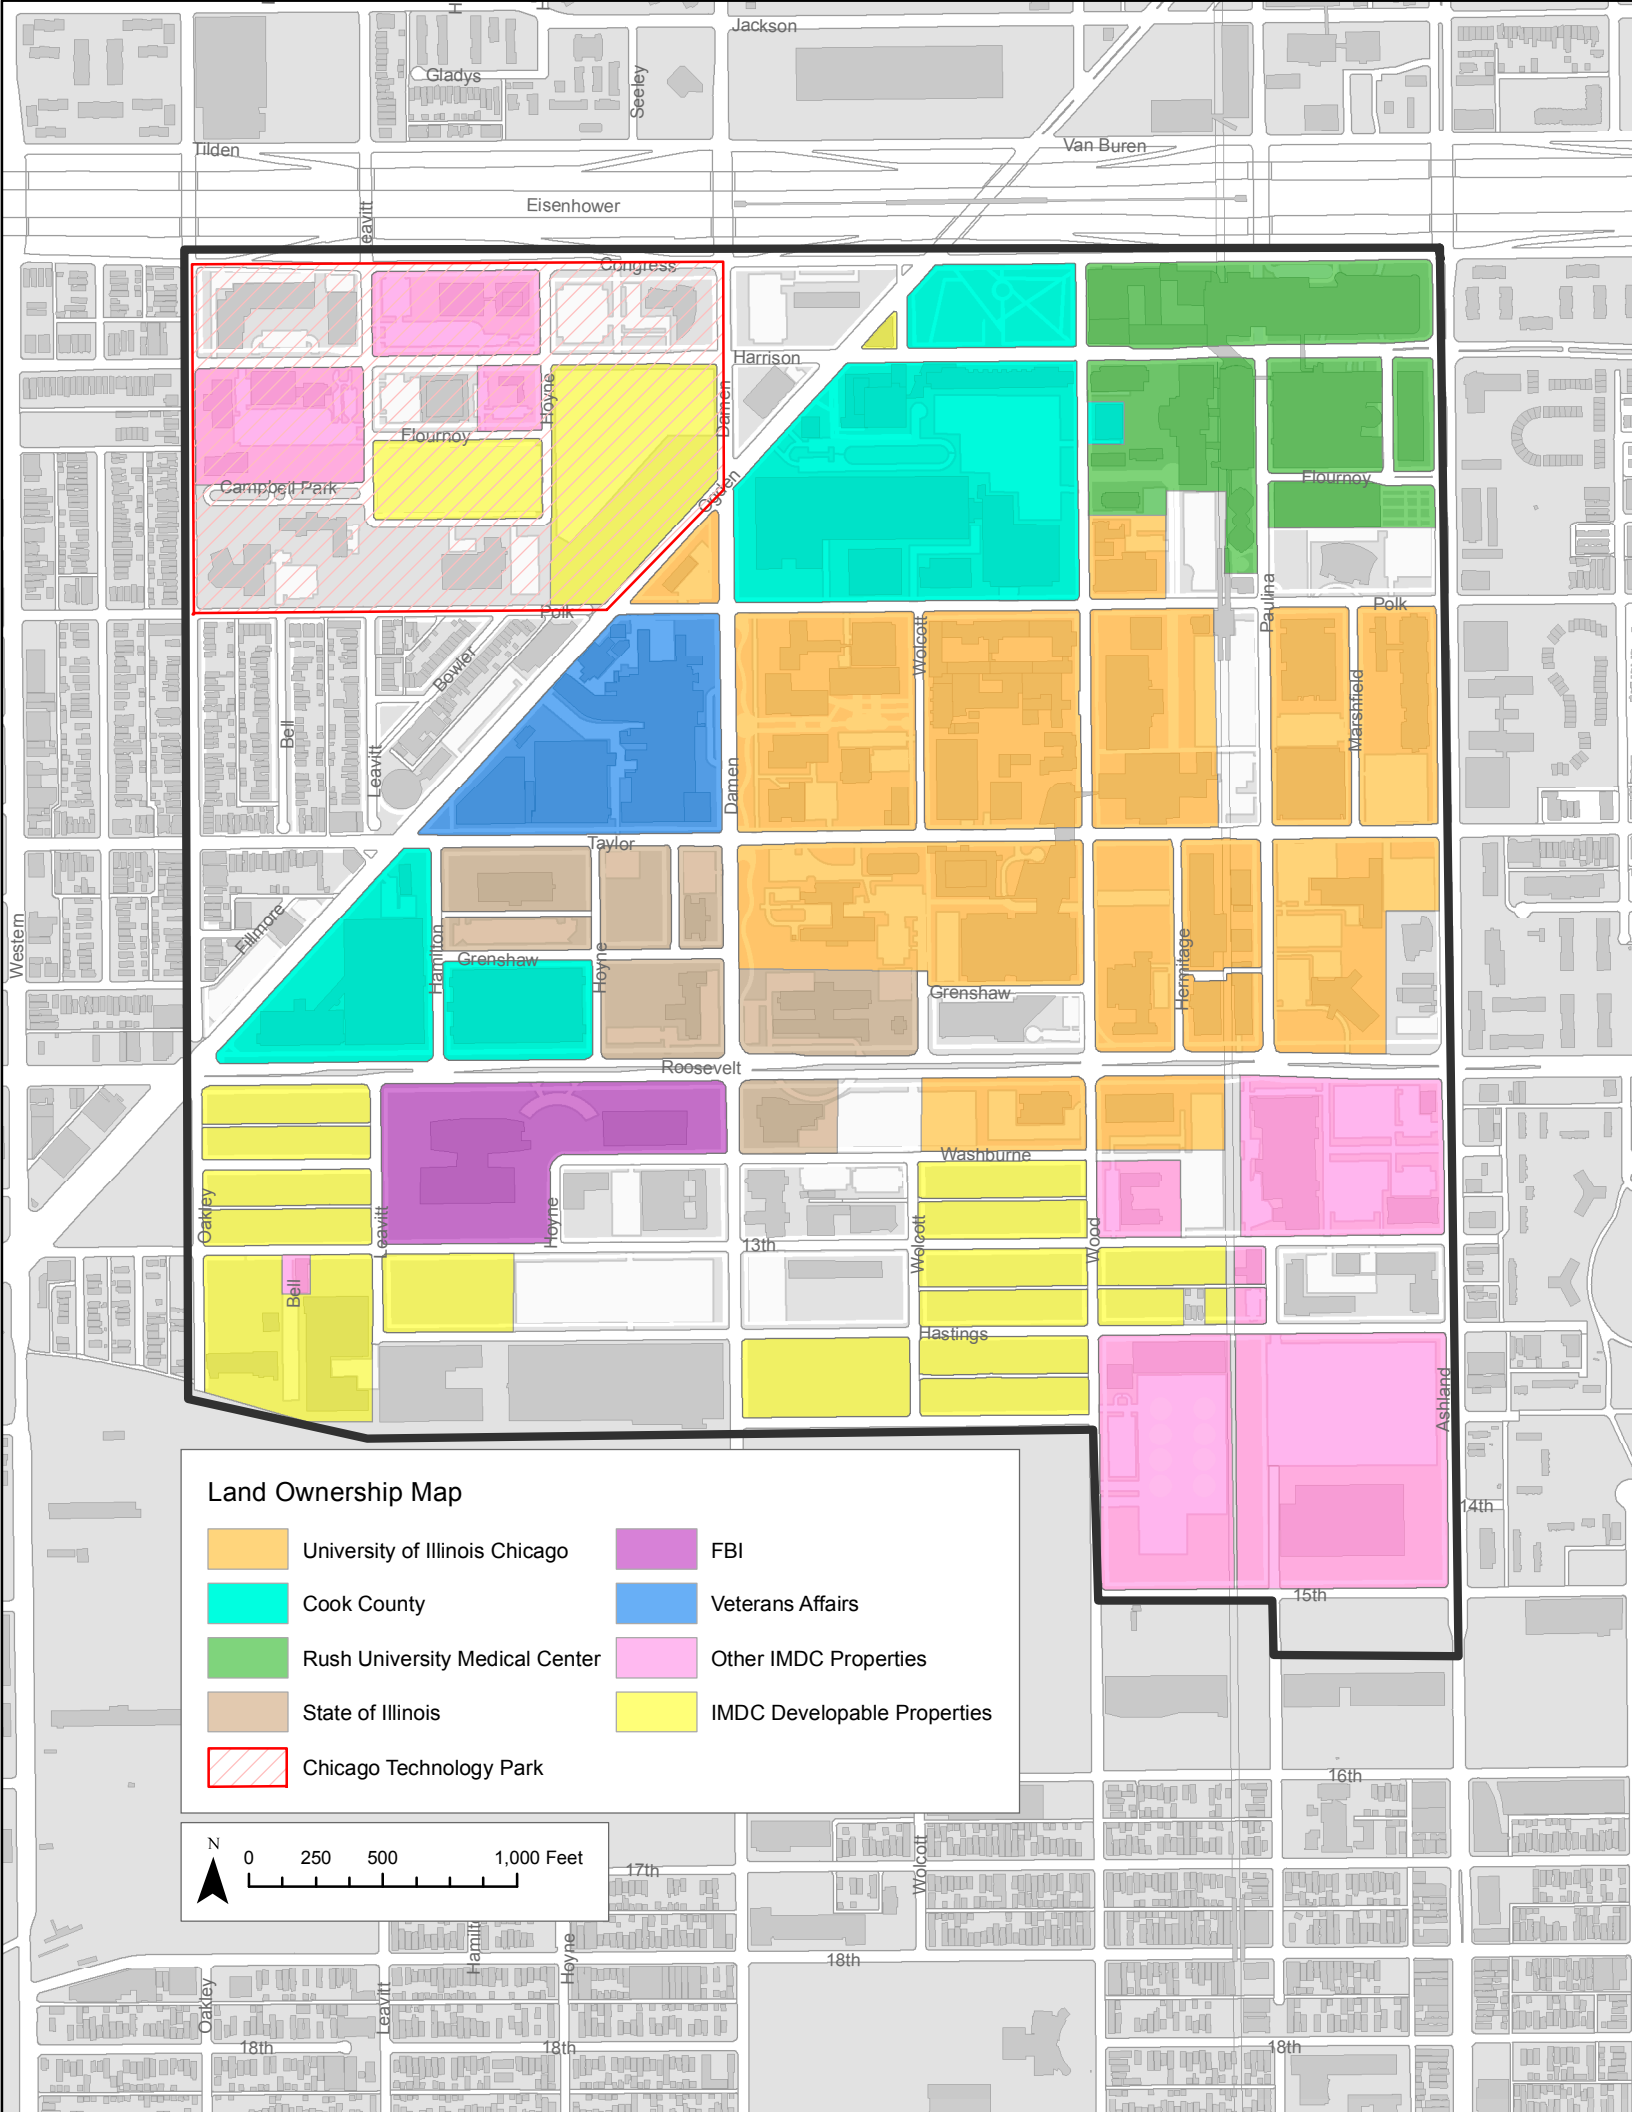 Jackson
Gladys
Seeley
Tilden
Van Buren
Eisenhower
eavitt
Congress
Harrison
Damen
Hoyne
Flournoy
Flournoy
Campbell Park
Ogden
Polk
Polk
Paulina
Wolcott
Bowler
Marshfield
Bell
Leavitt
Damen
Taylor
Fillmore
Western
Hamilton
Grenshaw
Hoyne
Hermitage
Grenshaw
Roosevelt
Washburne
Oakley
Leavitt
Hoyne
13th
Wolcott
Wood
Bell
Hastings
Ashland
14th
15th
Land Ownership Map
University of Illinois Chicago
FBI
Cook County
Veterans Affairs
Rush University Medical Center
Other IMDC Properties
State of Illinois
IMDC Developable Properties
Chicago Technology Park
16th
N
0 250 500 1,000 Feet
17th
Wolcott
Hamilt
Hoyne
18th
Oakley
Leavitt
18th
18th
18th